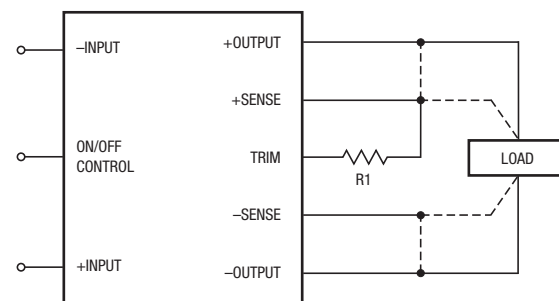 –INPUT
+OUTPUT
+SENSE
ON/OFF
CONTROL
TRIM
R1
LOAD
–SENSE
+INPUT
–OUTPUT